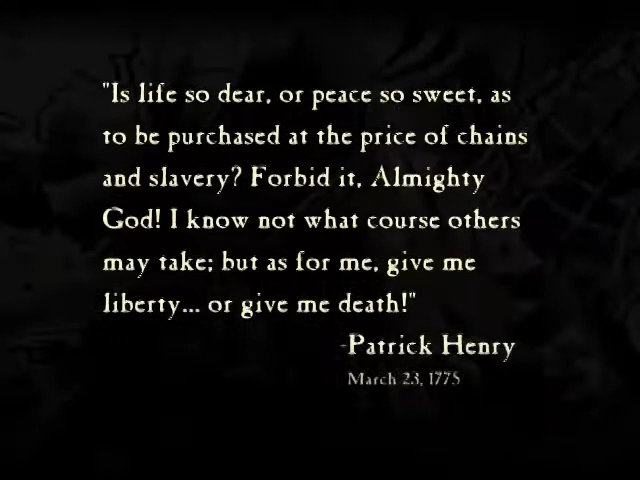 "Is life so dear, or peace so sweet, as
to be purchased at the price of chains
and slavery? Forbid it, Almighty
God! I know not what course others
may take; but as for me, give me
liberty... or give me death!"
-Patrick Henry
March 23, 1775